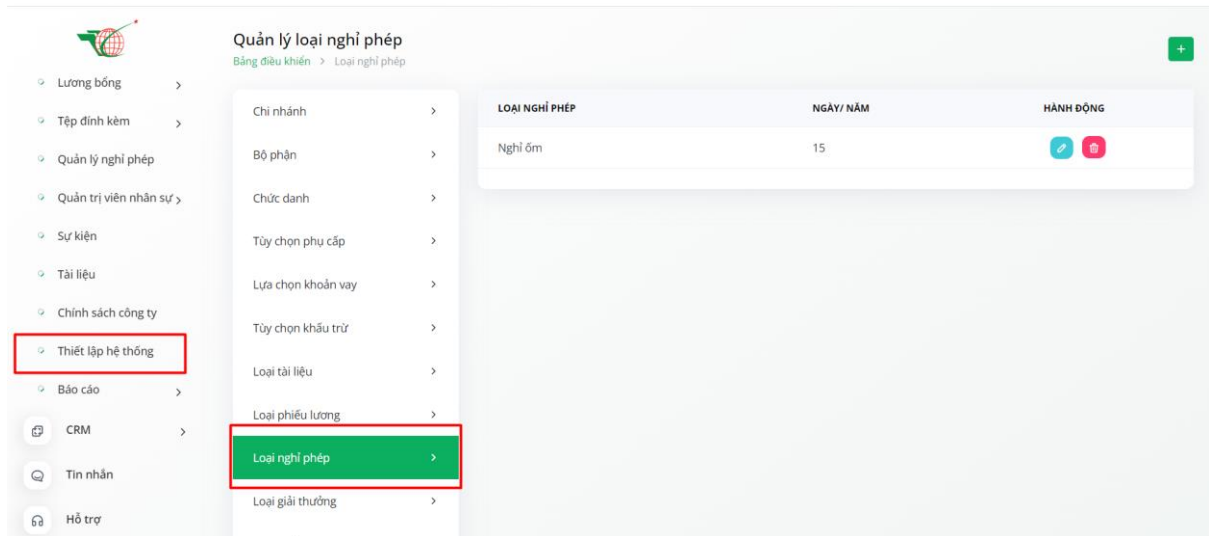 Quản lý loại nghỉ phép
Bảng điều khiển > Loại nghỉ phép
+
Lương bổng
Tệp đính kèm
Quản lý nghỉ phép
Quản trị viên nhân sự
Sự kiện
Tài liệu
Chính sách công ty
Thiết lập hệ thống
Báo cáo
CRM
Tin nhắn
Hỗ trợ
Chi nhánh
Bộ phận
Chức danh
Tùy chọn phụ cấp
Lựa chọn khoản vay
Tùy chọn khấu trừ
Loại tài liệu
Loại phiếu lương
Loại nghỉ phép
Loại giải thưởng
LOẠI NGHỈ PHÉP NGÀY/ NĂM HÀNH ĐỘNG
Nghỉ ốm 15